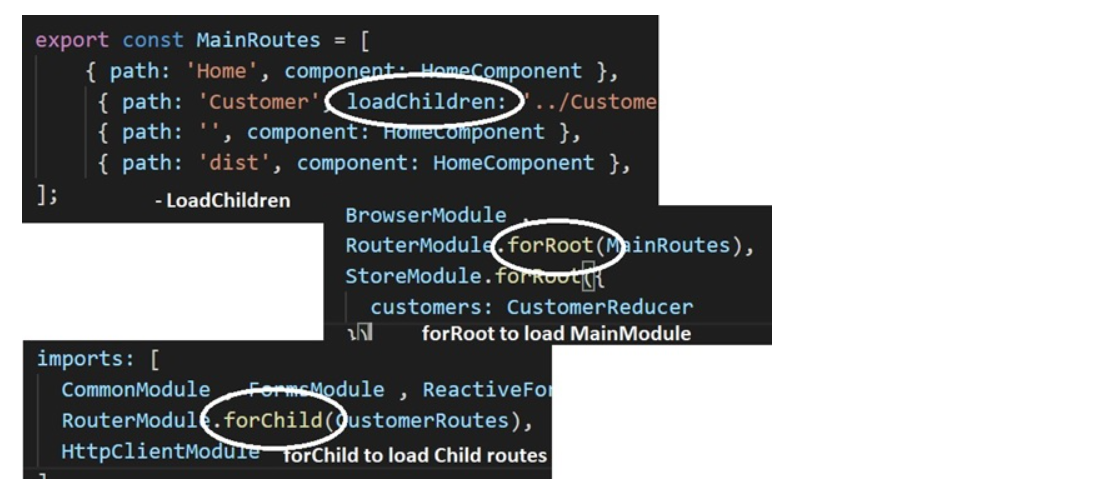 export const MainRoutes = [
{ path: 'Home', component: HomeComponent },
{ path: 'Customer', loadChildren: '../Custome
{ path: '', component: HomeComponent },
{ path: 'dist', component: HomeComponent },
];
- LoadChildren
BrowserModule ,
RouterModule.forRoot(MainRoutes),
StoreModule.forRoot({
customers: CustomerReducer
})
forRoot to load MainModule
imports: [
CommonModule , FormsModule , ReactiveFor
RouterModule.forChild(CustomerRoutes),
HttpClientModule
forChild to load Child routes
]